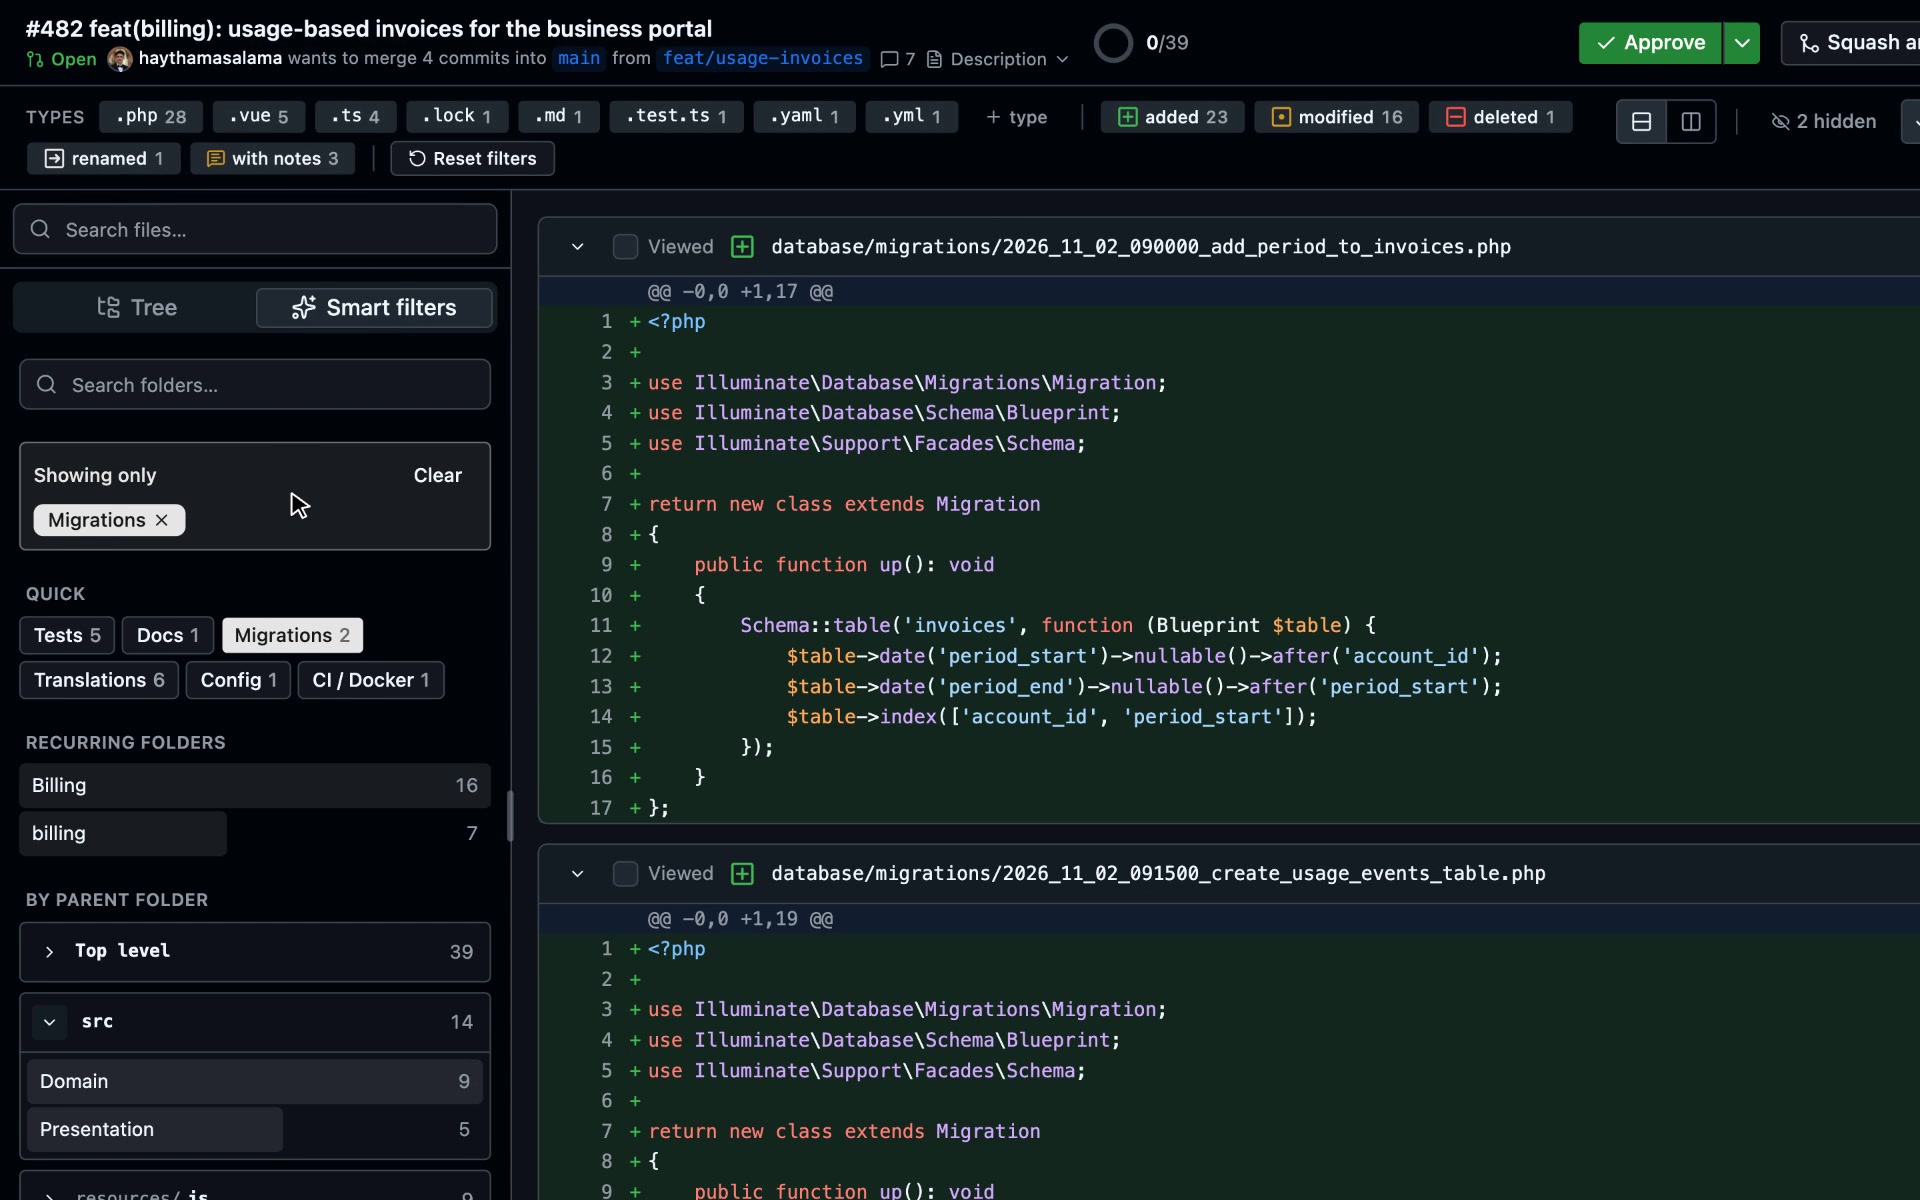 #482 feat(billing): usage-based invoices for the business portal
Open haythamasalama wants to merge 4 commits into main from feat/usage-invoices 7 Description
0/39
Approve
Squash
TYPES .php 28 .vue 5 .ts 4 .lock 1 .md 1 .test.ts 1 .yaml 1 .yml 1 + type added 23 modified 16 deleted 1
2 hidden
renamed 1 with notes 3 Reset filters
Search files...
Tree Smart filters
Search folders...
Showing only Clear
Migrations ×
QUICK
Tests 5 Docs 1 Migrations 2
Translations 6 Config 1 CI / Docker 1
RECURRING FOLDERS
Billing 16
billing 7
BY PARENT FOLDER
Top level 39
src 14
Domain 9
Presentation 5
resources/js 9
Viewed database/migrations/2026_11_02_090000_add_period_to_invoices.php
@@ -0,0 +1,17 @@
1 +<?php
2 +
3 +use Illuminate\Database\Migrations\Migration;
4 +use Illuminate\Database\Schema\Blueprint;
5 +use Illuminate\Support\Facades\Schema;
6 +
7 +return new class extends Migration
8 +{
9 +    public function up(): void
10 +    {
11 +        Schema::table('invoices', function (Blueprint $table) {
12 +            $table->date('period_start')->nullable()->after('account_id');
13 +            $table->date('period_end')->nullable()->after('period_start');
14 +            $table->index(['account_id', 'period_start']);
15 +        });
16 +    }
17 +};
Viewed database/migrations/2026_11_02_091500_create_usage_events_table.php
@@ -0,0 +1,19 @@
1 +<?php
2 +
3 +use Illuminate\Database\Migrations\Migration;
4 +use Illuminate\Database\Schema\Blueprint;
5 +use Illuminate\Support\Facades\Schema;
6 +
7 +return new class extends Migration
8 +{
9 +    public function up(): void